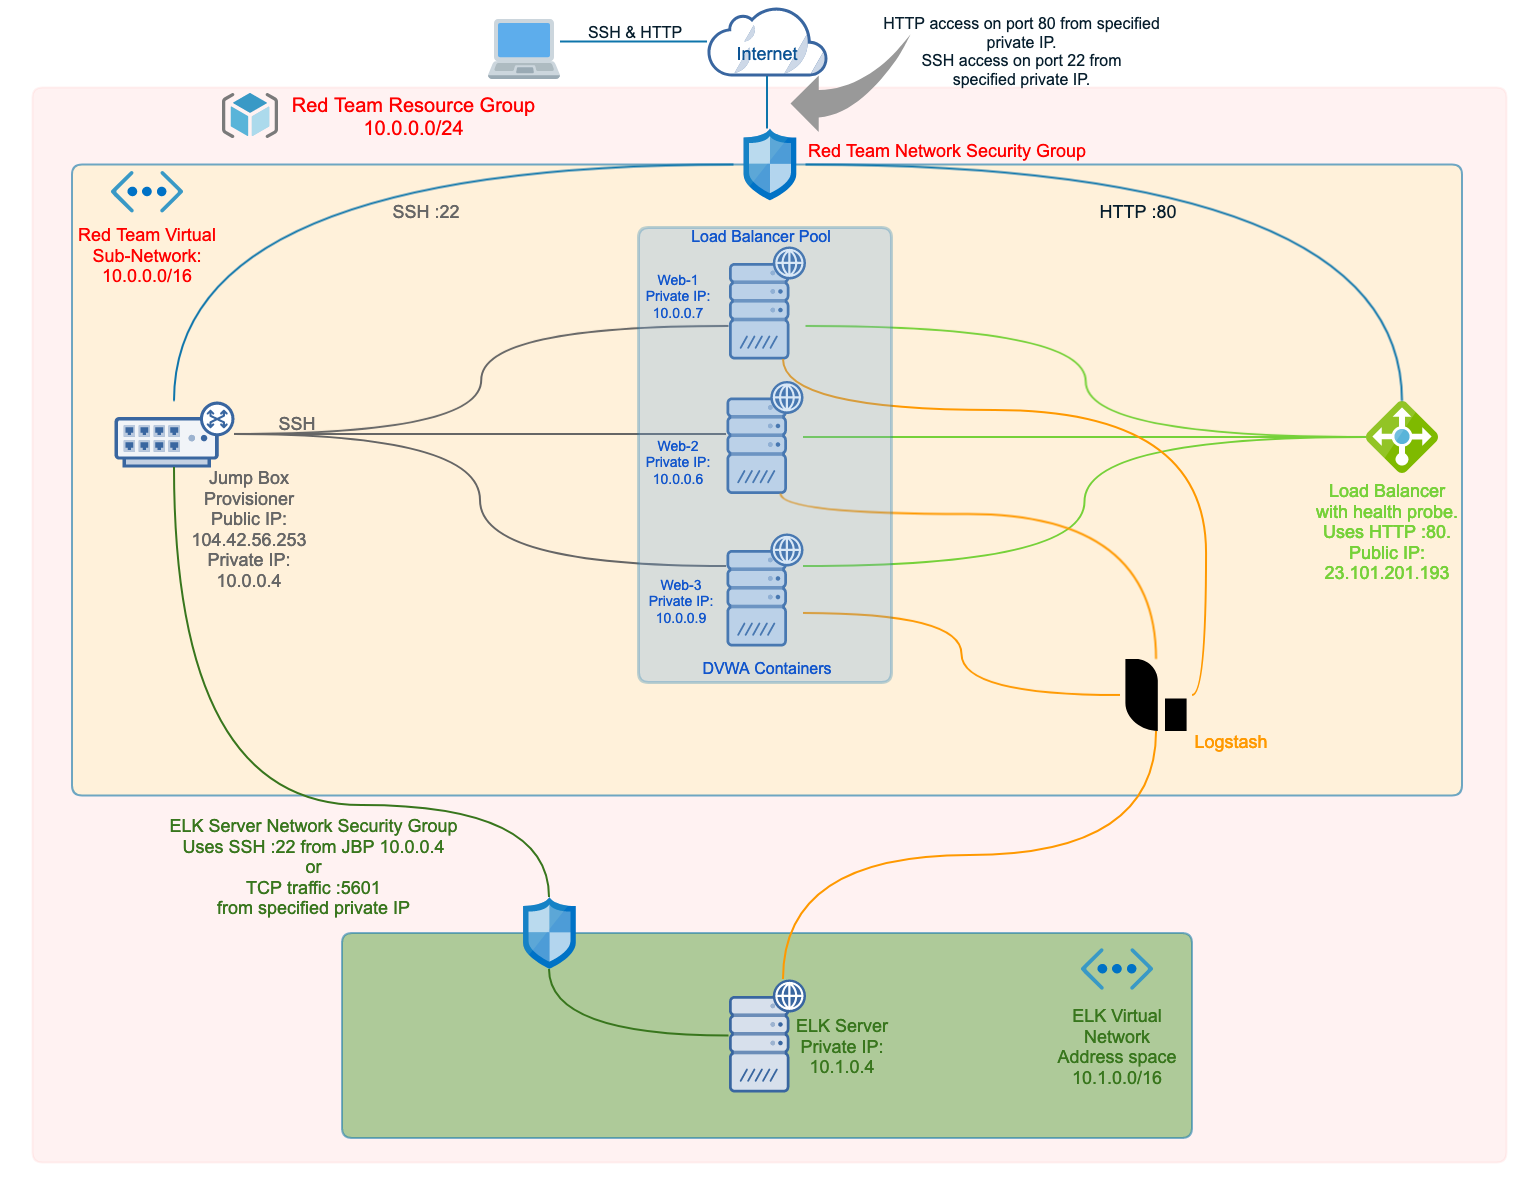 SSH & HTTP
Internet
HTTP access on port 80 from specified
private IP.
SSH access on port 22 from
specified private IP.
Red Team Resource Group
10.0.0.0/24
Red Team Network Security Group
SSH :22
HTTP :80
Red Team Virtual
Sub-Network:
10.0.0.0/16
Load Balancer Pool
Web-1
Private IP:
10.0.0.7
SSH
Web-2
Private IP:
10.0.0.6
Jump Box
Provisioner
Public IP:
104.42.56.253
Private IP:
10.0.0.4
Load Balancer
with health probe.
Uses HTTP :80.
Public IP:
23.101.201.193
Web-3
Private IP:
10.0.0.9
DVWA Containers
Logstash
ELK Server Network Security Group
Uses SSH :22 from JBP 10.0.0.4
or
TCP traffic :5601
from specified private IP
ELK Server
Private IP:
10.1.0.4
ELK Virtual
Network
Address space
10.1.0.0/16